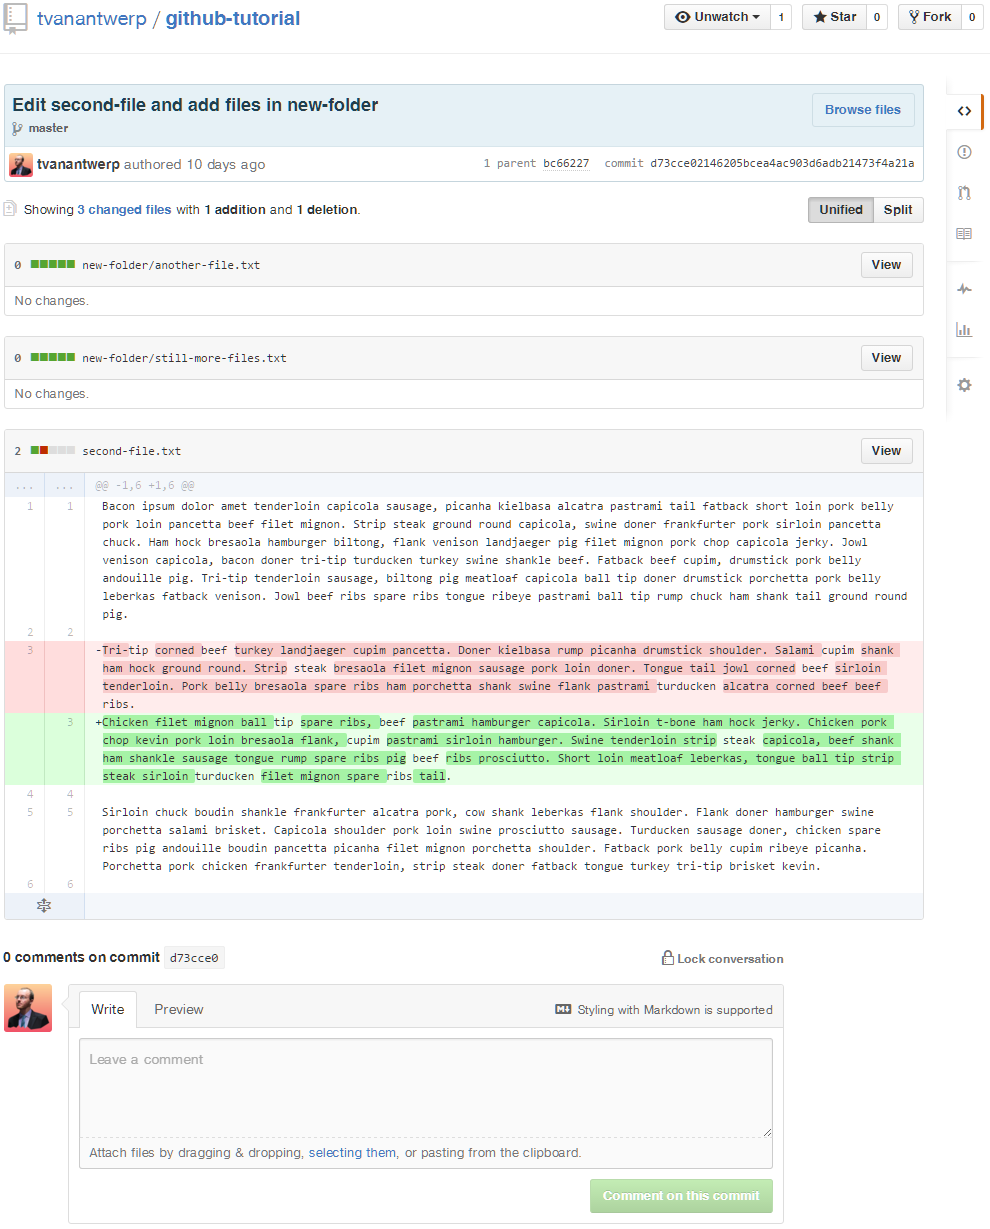 tvanantwerp / github-tutorial
Unwatch 1 Star 0 Fork 0
Edit second-file and add files in new-folder
Browse files
master
tvanantwerp authored 10 days ago
1 parent bc66227 commit d73cce02146205bcea4ac903d6adb21473f4a21a
Showing 3 changed files with 1 addition and 1 deletion.
Unified Split
0 new-folder/another-file.txt View
No changes.
0 new-folder/still-more-files.txt View
No changes.
2 second-file.txt View
... ... @@ -1,6 +1,6 @@
1 1 Bacon ipsum dolor amet tenderloin capicola sausage, picanha kielbasa alcatra pastrami tail fatback short loin pork belly
pork loin pancetta beef filet mignon. Strip steak ground round capicola, swine doner frankfurter pork sirloin pancetta
chuck. Ham hock bresaola hamburger biltong, flank venison landjaeger pig filet mignon pork chop capicola jerky. Jowl
venison capicola, bacon doner tri-tip turducken turkey swine shankle beef. Fatback beef cupim, drumstick pork belly
andouille pig. Tri-tip tenderloin sausage, biltong pig meatloaf capicola ball tip doner drumstick porchetta pork belly
leberkas fatback venison. Jowl beef ribs spare ribs tongue ribeye pastrami ball tip rump chuck ham shank tail ground round
pig.
2 2
3 -Tri-tip corned beef turkey landjaeger cupim pancetta. Doner kielbasa rump picanha drumstick shoulder. Salami cupim shank
ham hock ground round. Strip steak bresaola filet mignon sausage pork loin doner. Tongue tail jowl corned beef sirloin
tenderloin. Pork belly bresaola spare ribs ham porchetta shank swine flank pastrami turducken alcatra corned beef beef
ribs.
3 +Chicken filet mignon ball tip spare ribs, beef pastrami hamburger capicola. Sirloin t-bone ham hock jerky. Chicken pork
chop kevin pork loin bresaola flank, cupim pastrami sirloin hamburger. Swine tenderloin strip steak capicola, beef shank
ham shankle sausage tongue rump spare ribs pig beef ribs prosciutto. Short loin meatloaf leberkas, tongue ball tip strip
steak sirloin turducken filet mignon spare ribs tail.
4 4
5 5 Sirloin chuck boudin shankle frankfurter alcatra pork, cow shank leberkas flank shoulder. Flank doner hamburger swine
porchetta salami brisket. Capicola shoulder pork loin swine prosciutto sausage. Turducken sausage doner, chicken spare
ribs pig andouille boudin pancetta picanha filet mignon porchetta shoulder. Fatback pork belly cupim ribeye picanha.
Porchetta pork chicken frankfurter tenderloin, strip steak doner fatback tongue turkey tri-tip brisket kevin.
6 6
0 comments on commit d73cce0
Lock conversation
Write Preview
Styling with Markdown is supported
Leave a comment
Attach files by dragging & dropping, selecting them, or pasting from the clipboard.
Comment on this commit